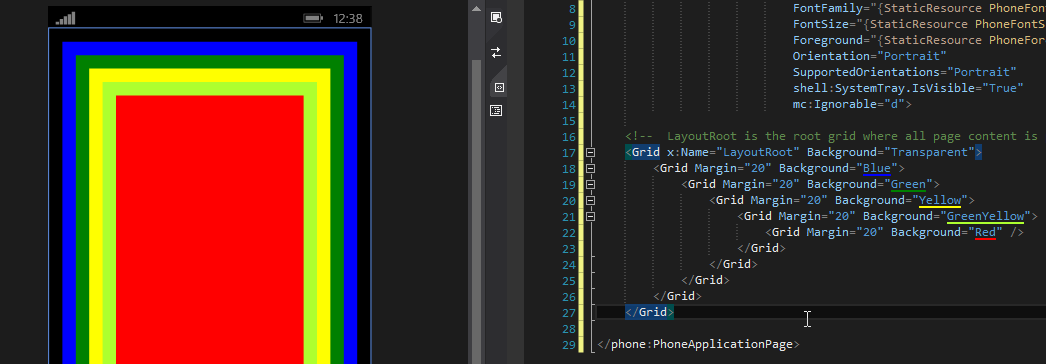 12:38
8 FontFamily="{StaticResource PhoneFont
9 FontSize="{StaticResource PhoneFontS
10 Foreground="{StaticResource PhoneFor
11 Orientation="Portrait"
12 SupportedOrientations="Portrait"
13 shell:SystemTray.IsVisible="True"
14 mc:Ignorable="d">
15
16 <!-- LayoutRoot is the root grid where all page content is
17 <Grid x:Name="LayoutRoot" Background="Transparent">
18 <Grid Margin="20" Background="Blue">
19 <Grid Margin="20" Background="Green">
20 <Grid Margin="20" Background="Yellow">
21 <Grid Margin="20" Background="GreenYellow">
22 <Grid Margin="20" Background="Red" />
23 </Grid>
24 </Grid>
25 </Grid>
26 </Grid>
27 </Grid>
28
29 </phone:PhoneApplicationPage>